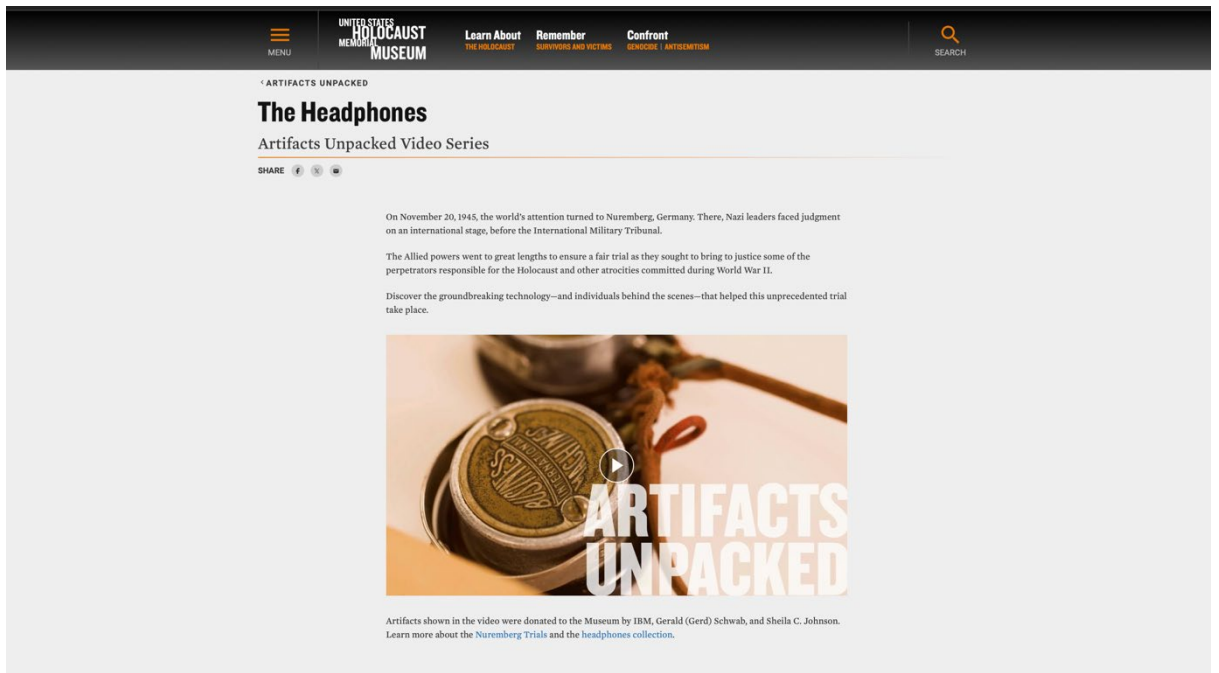 MENU
UNITED STATES
HOLOCAUST
MEMORIAL
MUSEUM
Learn About
THE HOLOCAUST
Remember
SURVIVORS AND VICTIMS
Confront
GENOCIDE | ANTISEMITISM
SEARCH
‹ ARTIFACTS UNPACKED
The Headphones
Artifacts Unpacked Video Series
SHARE
On November 20, 1945, the world's attention turned to Nuremberg, Germany. There, Nazi leaders faced judgment
on an international stage, before the International Military Tribunal.
The Allied powers went to great lengths to ensure a fair trial as they sought to bring to justice some of the
perpetrators responsible for the Holocaust and other atrocities committed during World War II.
Discover the groundbreaking technology—and individuals behind the scenes—that helped this unprecedented trial
take place.
INTERNATIONAL
BUSINESS
MACHINES
ARTIFACTS
UNPACKED
Artifacts shown in the video were donated to the Museum by IBM, Gerald (Gerd) Schwab, and Sheila C. Johnson.
Learn more about the Nuremberg Trials and the headphones collection.